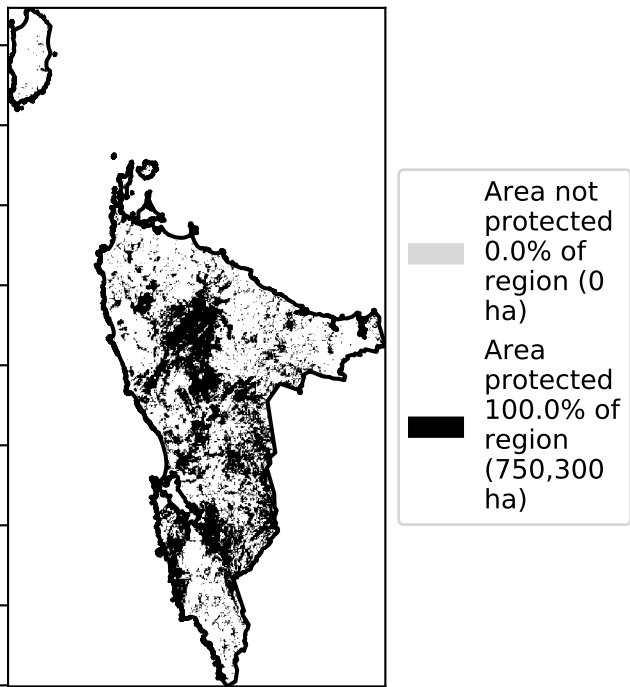 Area not
protected
0.0% of
region (0
ha)
Area
protected
100.0% of
region
(750,300
ha)